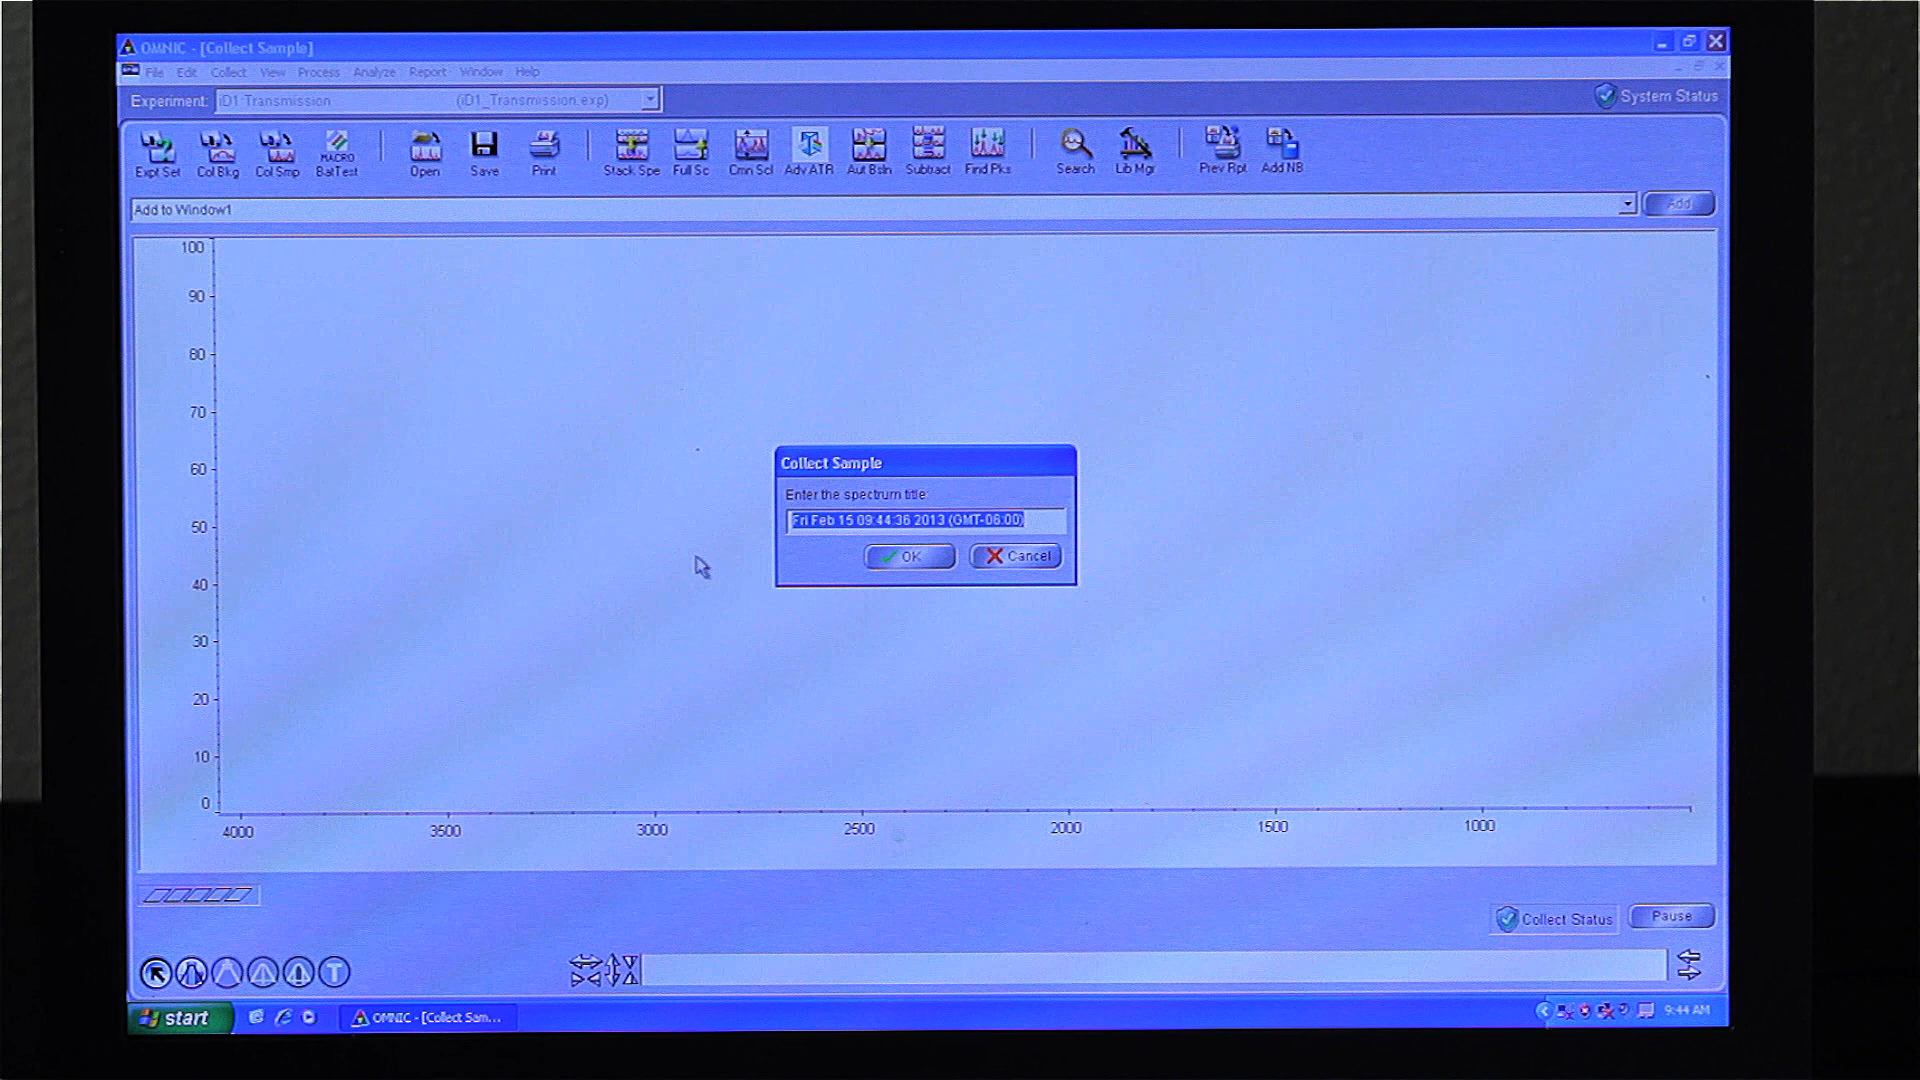 OMNIC - [Collect Sample]
File Edit Collect View Process Analyze Report Window Help
Experiment: iD1 Transmission (iD1_Transmission.exp) System Status
Expt Set Col Bkg Col Smp MACRO BatTest Open Save Print Stack Spe Full Sc Cmn Scl Adv ATR Aut Bsln Subtract Find Pks Search Lib Mgr Prev Rpt Add NB
Add to Window1 Add
100
90
80
70
60
50
40
30
20
10
0
4000 3500 3000 2500 2000 1500 1000
Collect Sample
Enter the spectrum title:
Fri Feb 15 09:44:36 2013 (GMT-06:00)
OK Cancel
Collect Status Pause
T
start OMNIC - [Collect Sam... 9:44 AM